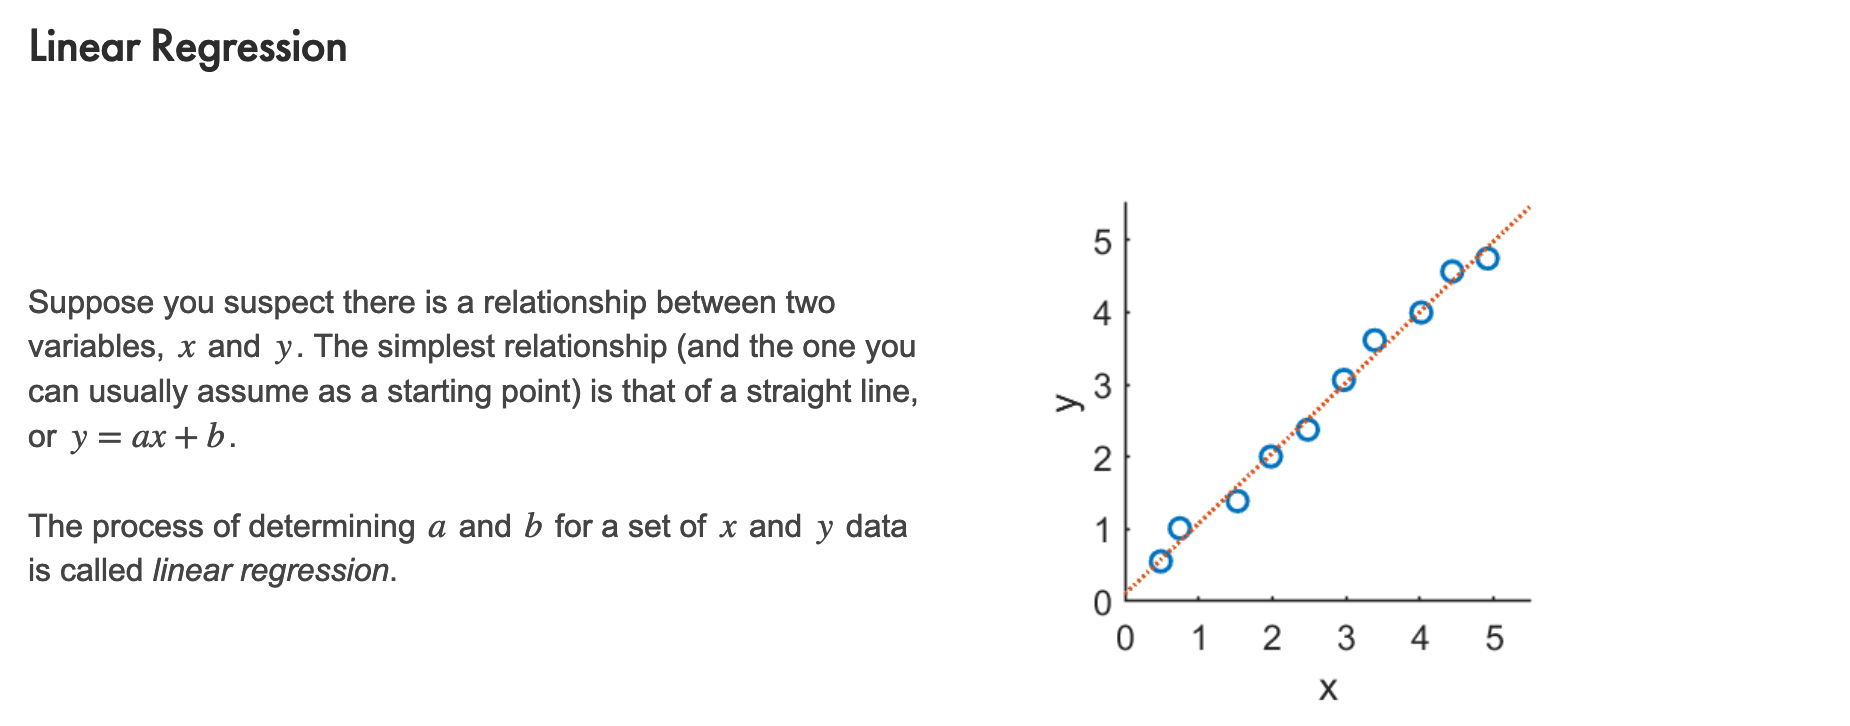 Linear Regression
Suppose you suspect there is a relationship between two
variables, x and y. The simplest relationship (and the one you
can usually assume as a starting point) is that of a straight line,
or y = ax + b.
The process of determining a and b for a set of x and y data
is called linear regression.
5
4
3
2
1
0
y
0 1 2 3 4 5
x